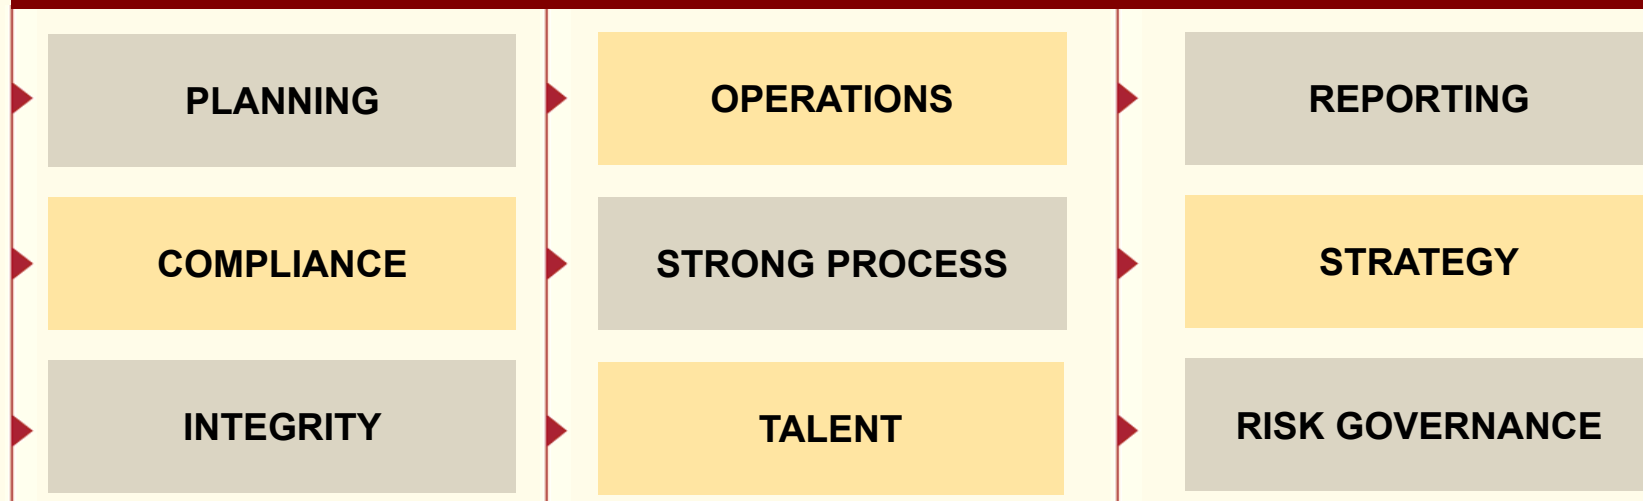 PLANNING
OPERATIONS
REPORTING
COMPLIANCE
STRONG PROCESS
STRATEGY
INTEGRITY
TALENT
RISK GOVERNANCE